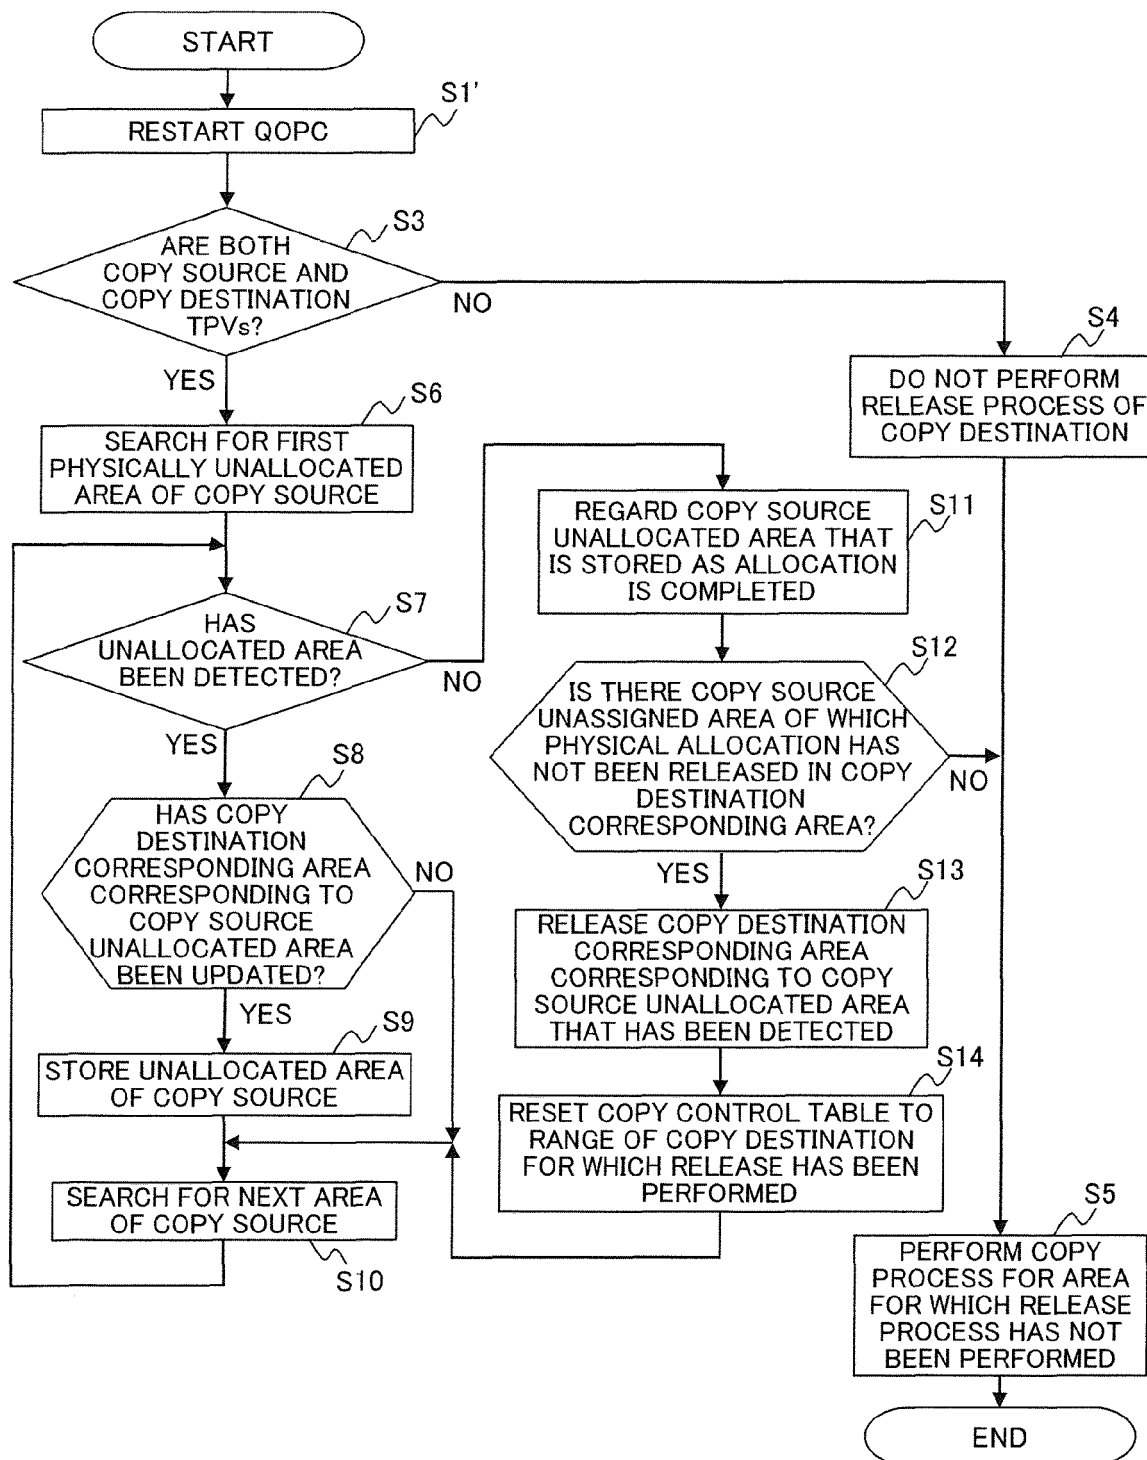 START
S1'
RESTART QOPC
S3
ARE BOTH
COPY SOURCE AND
COPY DESTINATION
TPVs?
NO
YES
S4
DO NOT PERFORM
RELEASE PROCESS OF
COPY DESTINATION
S6
SEARCH FOR FIRST
PHYSICALLY UNALLOCATED
AREA OF COPY SOURCE
S7
HAS
UNALLOCATED AREA
BEEN DETECTED?
NO
YES
S8
HAS COPY
DESTINATION
CORRESPONDING AREA
CORRESPONDING TO
COPY SOURCE
UNALLOCATED AREA
BEEN UPDATED?
NO
YES
S9
STORE UNALLOCATED AREA
OF COPY SOURCE
SEARCH FOR NEXT AREA
OF COPY SOURCE
S10
S11
REGARD COPY SOURCE
UNALLOCATED AREA THAT
IS STORED AS ALLOCATION
IS COMPLETED
S12
IS THERE COPY SOURCE
UNASSIGNED AREA OF WHICH
PHYSICAL ALLOCATION HAS
NOT BEEN RELEASED IN COPY
DESTINATION
CORRESPONDING AREA?
NO
YES
S13
RELEASE COPY DESTINATION
CORRESPONDING AREA
CORRESPONDING TO COPY
SOURCE UNALLOCATED AREA
THAT HAS BEEN DETECTED
S14
RESET COPY CONTROL TABLE TO
RANGE OF COPY DESTINATION
FOR WHICH RELEASE HAS BEEN
PERFORMED
S5
PERFORM COPY
PROCESS FOR AREA
FOR WHICH RELEASE
PROCESS HAS NOT
BEEN PERFORMED
END